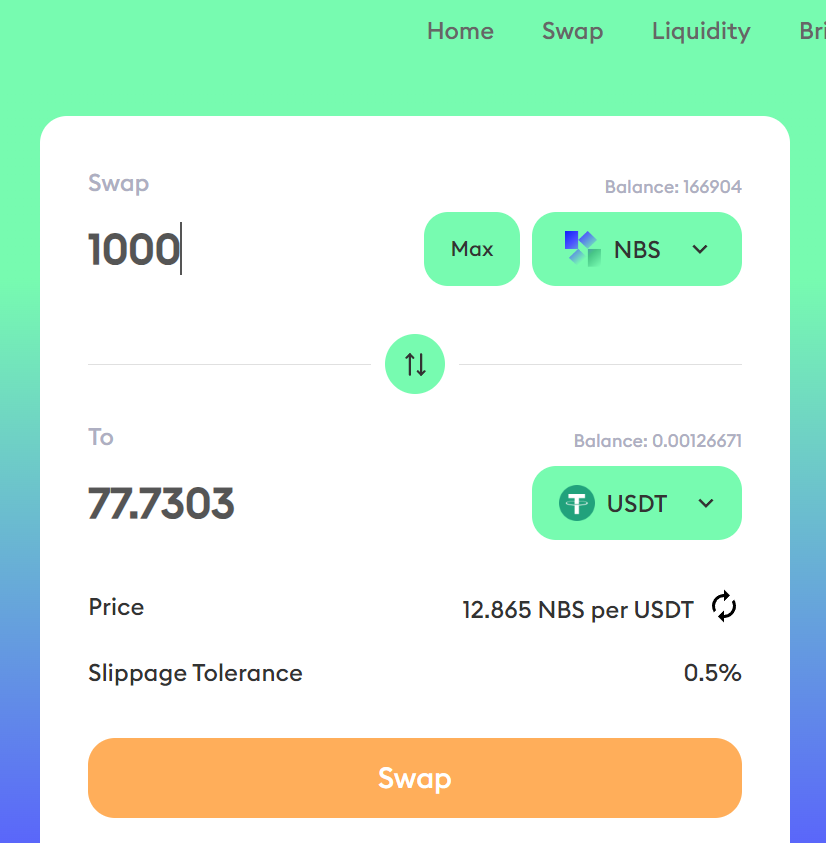 Home Swap Liquidity
Swap
Balance: 166904
1000
Max
NBS
To
Balance: 0.00126671
77.7303
USDT
Price
12.865 NBS per USDT
Slippage Tolerance
0.5%
Swap